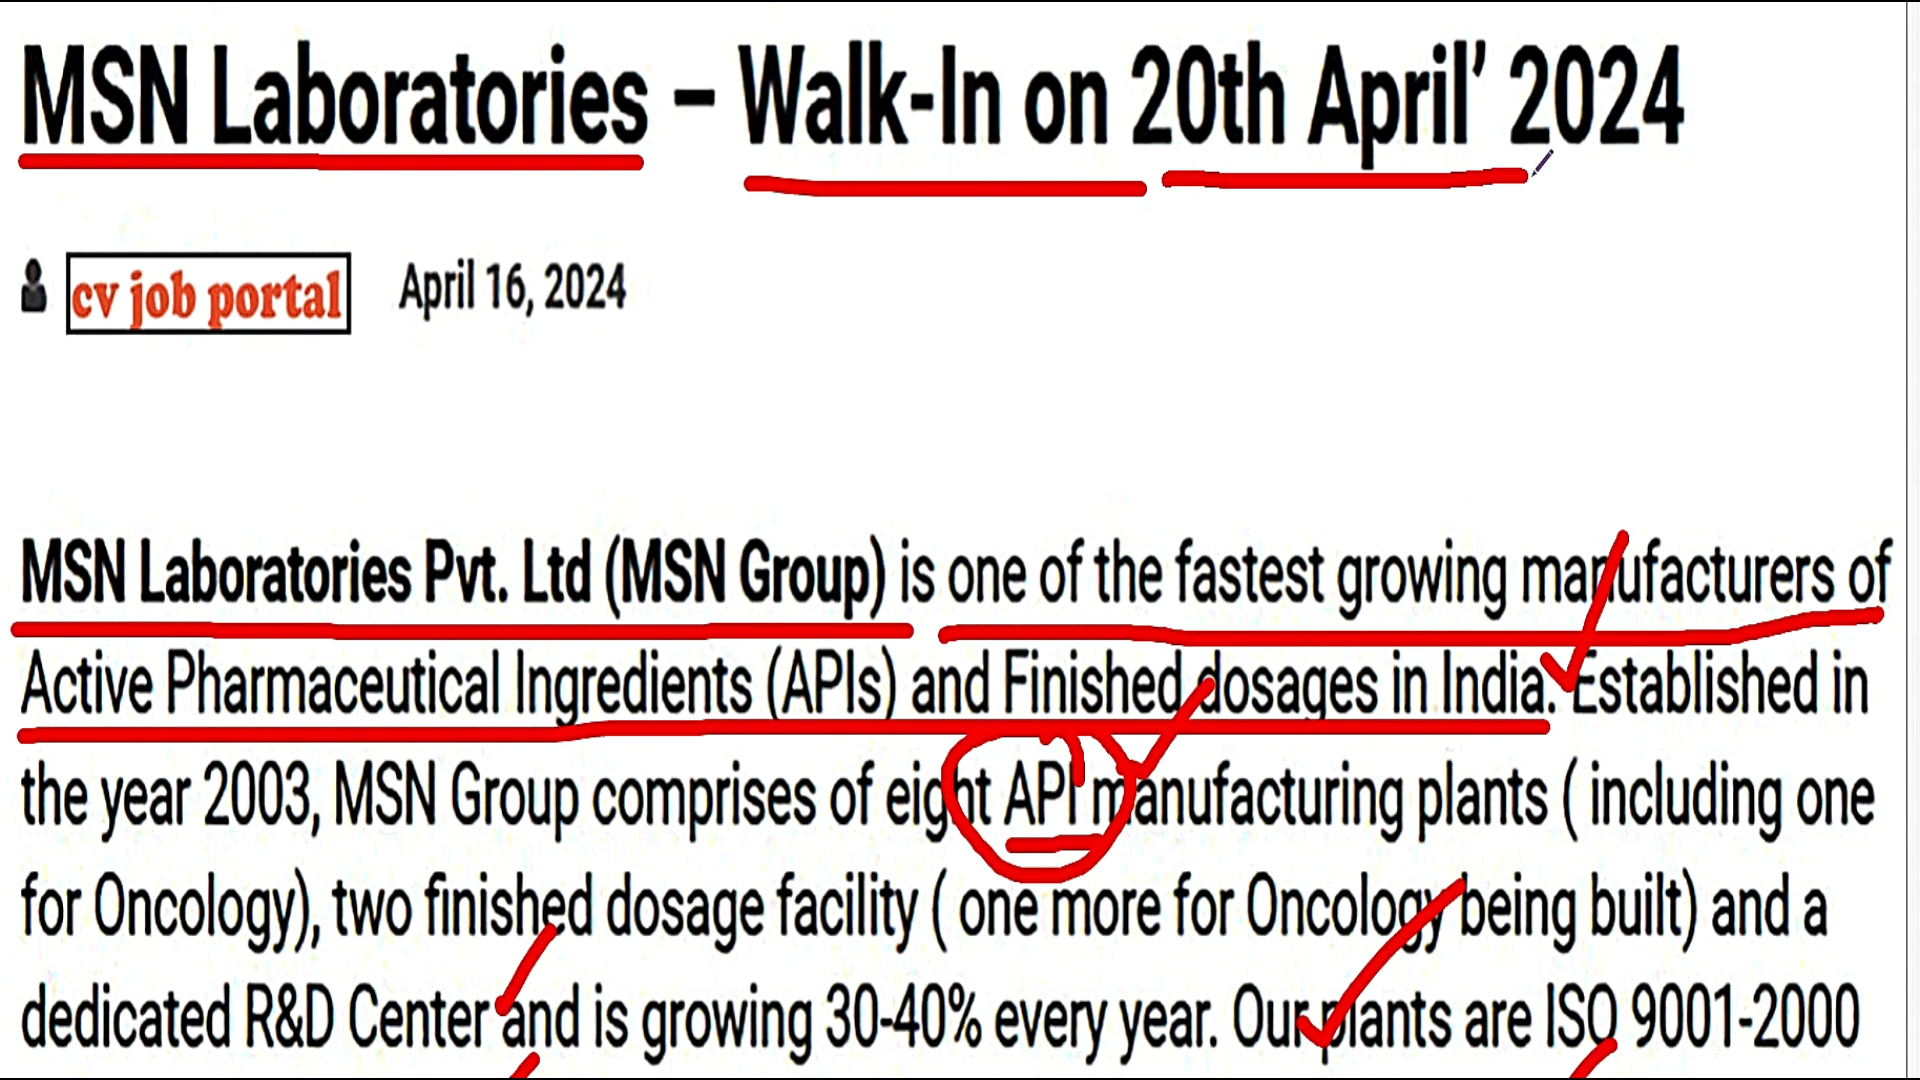 MSN Laboratories – Walk-In on 20th April’ 2024
cv job portal April 16, 2024
MSN Laboratories Pvt. Ltd (MSN Group) is one of the fastest growing manufacturers of
Active Pharmaceutical Ingredients (APIs) and Finished dosages in India. Established in
the year 2003, MSN Group comprises of eight API manufacturing plants ( including one
for Oncology), two finished dosage facility ( one more for Oncology being built) and a
dedicated R&D Center and is growing 30-40% every year. Our plants are ISO 9001-2000